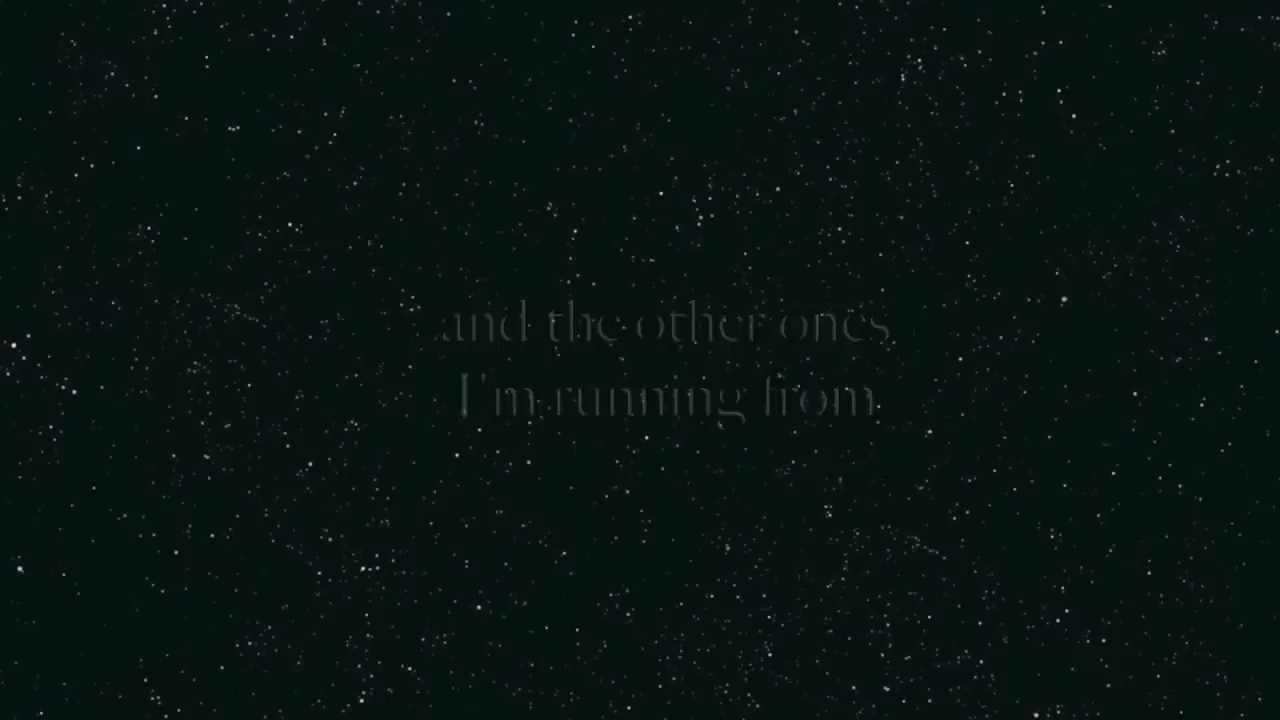 and the other ones
I'm running from